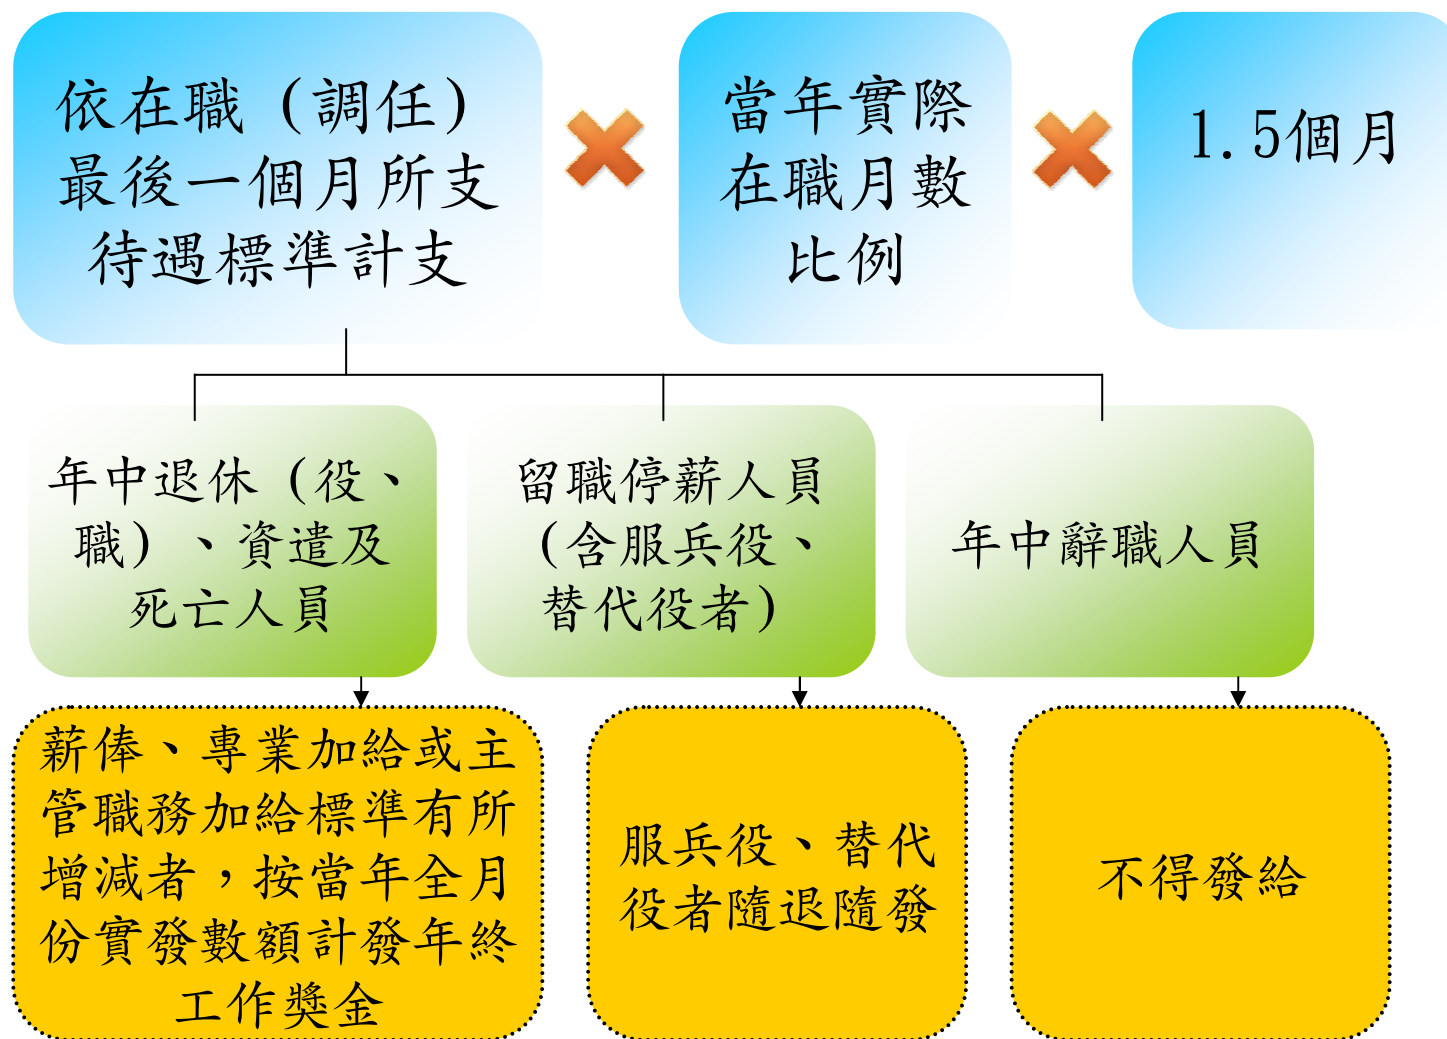 依在職（調任）
最後一個月所支
待遇標準計支
當年實際
在職月數
比例
1.5個月
年中退休（役、
職）、資遣及
死亡人員
留職停薪人員
（含服兵役、
替代役者）
年中辭職人員
薪俸、專業加給或主
管職務加給標準有所
增減者，按當年全月
份實發數額計發年終
工作獎金
服兵役、替代
役者隨退隨發
不得發給